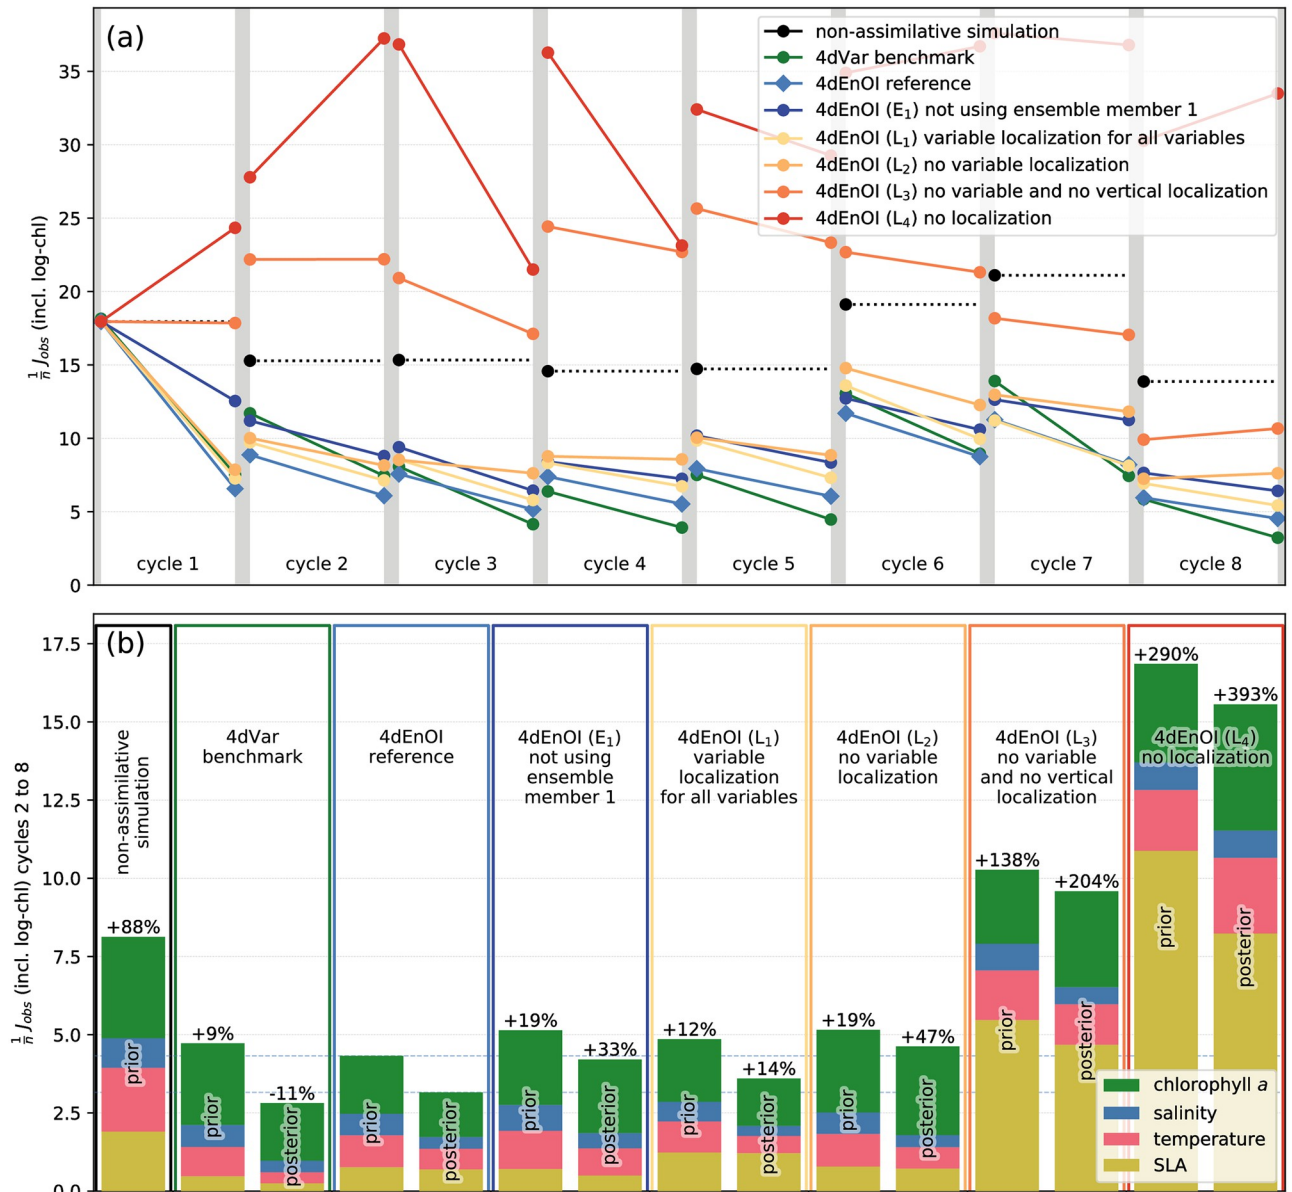 (a)
non-assimilative simulation
4dVar benchmark
4dEnOI reference
4dEnOI (E₁) not using ensemble member 1
4dEnOI (L₁) variable localization for all variables
4dEnOI (L₂) no variable localization
4dEnOI (L₃) no variable and no vertical localization
4dEnOI (L₄) no localization
35
30
25
20
15
10
5
0
1/n J_obs (incl. log-chl)
cycle 1
cycle 2
cycle 3
cycle 4
cycle 5
cycle 6
cycle 7
cycle 8
(b)
17.5
15.0
12.5
10.0
7.5
5.0
2.5
0.0
1/n J_obs (incl. log-chl) cycles 2 to 8
non-assimilative
simulation
+88%
prior
4dVar
benchmark
+9%
prior
-11%
posterior
4dEnOI
reference
prior
posterior
4dEnOI (E₁)
not using
ensemble
member 1
+19%
prior
+33%
posterior
4dEnOI (L₁)
variable
localization
for all variables
+12%
prior
+14%
posterior
4dEnOI (L₂)
no variable
localization
+19%
prior
+47%
posterior
4dEnOI (L₃)
no variable
and no vertical
localization
+138%
prior
+204%
posterior
+290%
+393%
4dEnOI (L₄)
no localization
prior
posterior
chlorophyll a
salinity
temperature
SLA